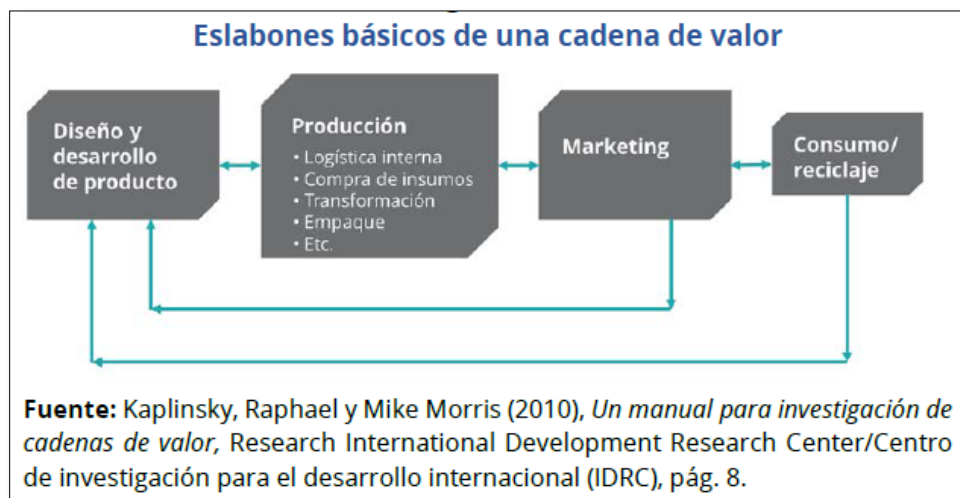 Eslabones básicos de una cadena de valor
Diseño y
desarrollo
de producto
Producción
• Logística interna
• Compra de insumos
• Transformación
• Empaque
• Etc.
Marketing
Consumo/
reciclaje
Fuente: Kaplinsky, Raphael y Mike Morris (2010), Un manual para investigación de
cadenas de valor, Research International Development Research Center/Centro
de investigación para el desarrollo internacional (IDRC), pág. 8.